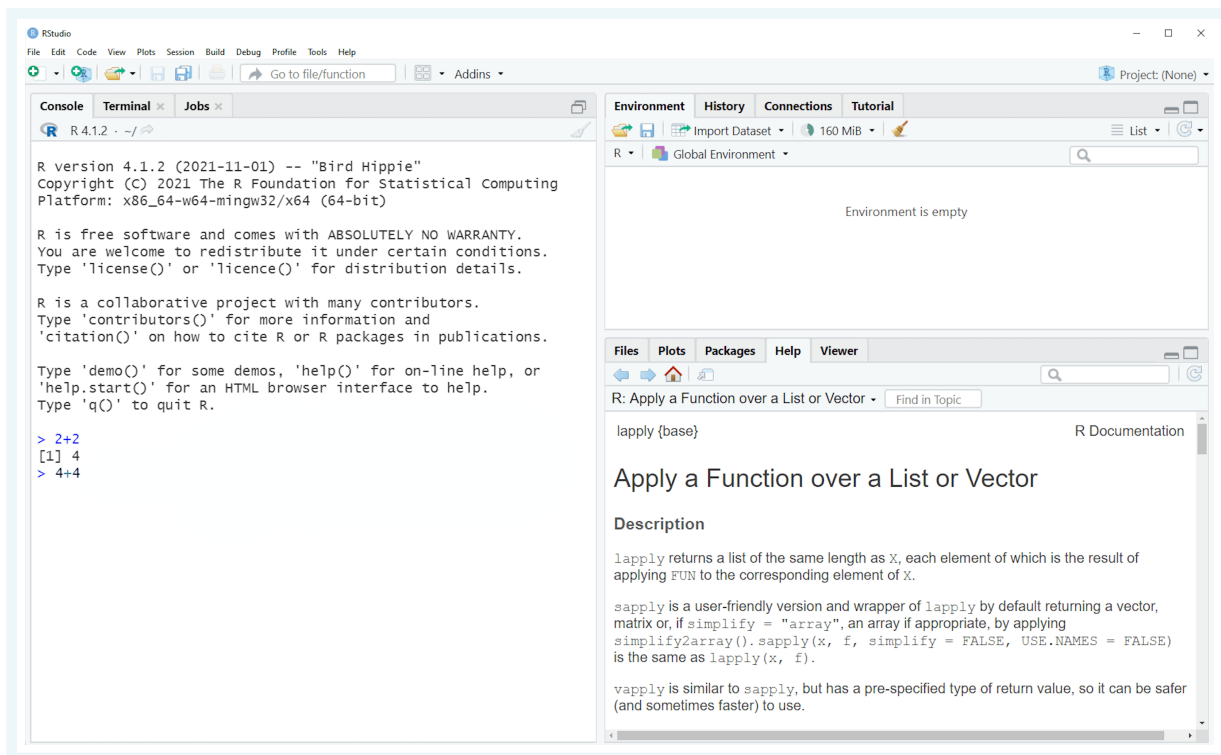 RStudio
File Edit Code View Plots Session Build Debug Profile Tools Help
Go to file/function Addins Project: (None)
Console Terminal Jobs
R 4.1.2 · ~/
R version 4.1.2 (2021-11-01) -- "Bird Hippie"
Copyright (C) 2021 The R Foundation for Statistical Computing
Platform: x86_64-w64-mingw32/x64 (64-bit)
R is free software and comes with ABSOLUTELY NO WARRANTY.
You are welcome to redistribute it under certain conditions.
Type 'license()' or 'licence()' for distribution details.
R is a collaborative project with many contributors.
Type 'contributors()' for more information and
'citation()' on how to cite R or R packages in publications.
Type 'demo()' for some demos, 'help()' for on-line help, or
'help.start()' for an HTML browser interface to help.
Type 'q()' to quit R.
> 2+2
[1] 4
> 4+4
Environment History Connections Tutorial
Import Dataset 160 MiB List
R Global Environment
Environment is empty
Files Plots Packages Help Viewer
R: Apply a Function over a List or Vector Find in Topic
lapply {base} R Documentation
Apply a Function over a List or Vector
Description
lapply returns a list of the same length as X, each element of which is the result of
applying FUN to the corresponding element of X.
sapply is a user-friendly version and wrapper of lapply by default returning a vector,
matrix or, if simplify = "array", an array if appropriate, by applying
simplify2array(). sapply(x, f, simplify = FALSE, USE.NAMES = FALSE)
is the same as lapply(x, f).
vapply is similar to sapply, but has a pre-specified type of return value, so it can be safer
(and sometimes faster) to use.